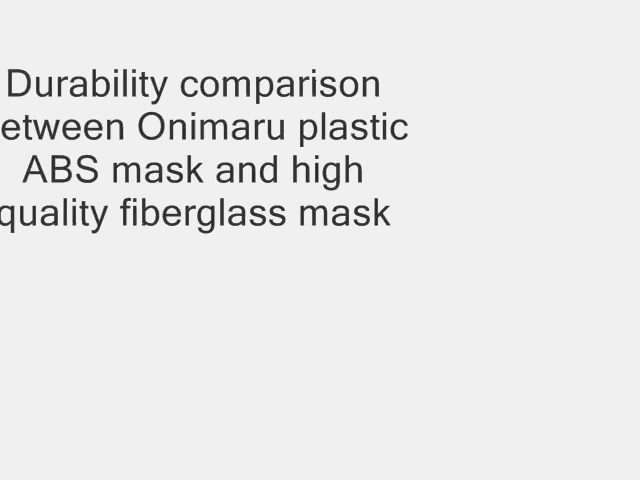 Durability comparison
etween Onimaru plastic
ABS mask and high
quality fiberglass mask